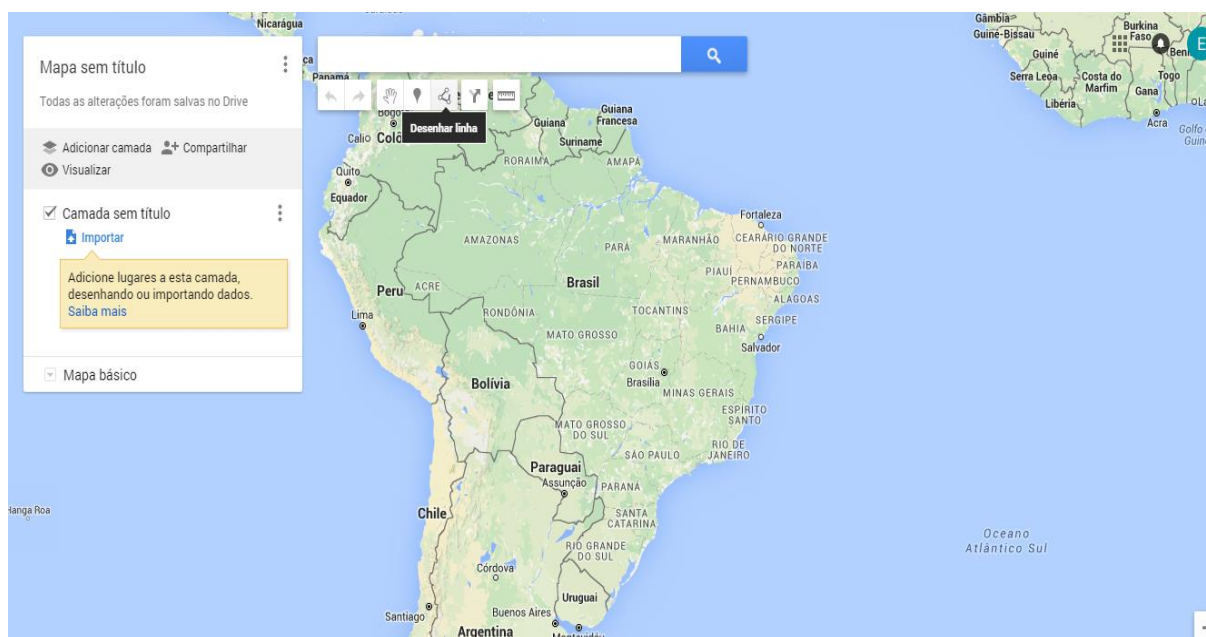 Mapa sem título
Todas as alterações foram salvas no Drive
Adicionar camada
Compartilhar
Visualizar
Camada sem título
Importar
Adicione lugares a esta camada,
desenhando ou importando dados.
Saiba mais
Mapa básico
Desenhar linha
Nicarágua
Panamá
Calio
Quito
Equador
Guiana
Guiana
Francesa
Suriname
RORAIMA
AMAPÁ
AMAZONAS
PARÁ
MARANHÃO
Fortaleza
CEARÁ
RIO GRANDE
DO NORTE
PARAÍBA
PIAUÍ
PERNAMBUCO
ALAGOAS
SERGIPE
Peru
ACRE
Brasil
Lima
RONDÔNIA
TOCANTINS
BAHIA
Salvador
MATO GROSSO
GOIÁS
Brasília
Bolívia
MINAS GERAIS
ESPÍRITO
SANTO
MATO GROSSO
DO SUL
RIO DE
JANEIRO
SÃO PAULO
Paraguai
Assunção
PARANÁ
Chile
SANTA
CATARINA
RIO GRANDE
DO SUL
Córdova
Uruguai
Santiago
Buenos Aires
Argentina
Hanga Roa
Oceano
Atlântico Sul
Gâmbia
Guiné-Bissau
Burkina
Faso
Guiné
Serra Leoa
Costa do
Marfim
Togo
Gana
Libéria
Acra
E